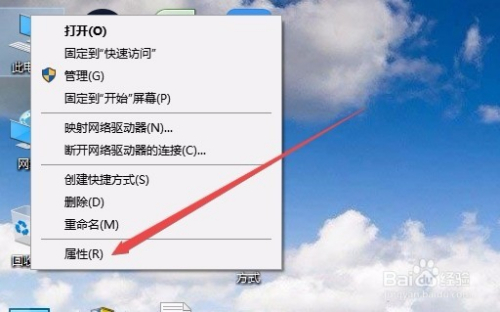 打开(O)
固定到"快速访问"
管理(G)
固定到"开始"屏幕(P)
映射网络驱动器(N)...
断开网络驱动器的连接(C)...
创建快捷方式(S)
删除(D)
重命名(M)
属性(R)
此电
网
回收
方式
Baidu 经验